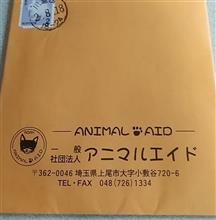 ANIMAL AID
一般
社団法人 アニマルエイド
〒362-0046 埼玉県上尾市大字小敷谷720-6
TEL・FAX 048(726)1334